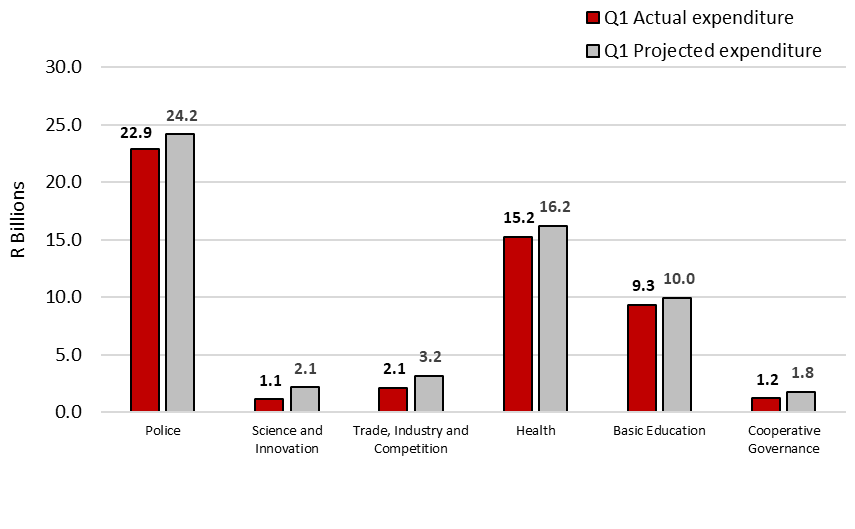 Q1 Actual expenditure
Q1 Projected expenditure
R Billions
30.0
25.0
20.0
15.0
10.0
5.0
0.0
22.9
24.2
1.1
2.1
2.1
3.2
15.2
16.2
9.3
10.0
1.2
1.8
Police
Science and
Innovation
Trade, Industry and
Competition
Health
Basic Education
Cooperative
Governance